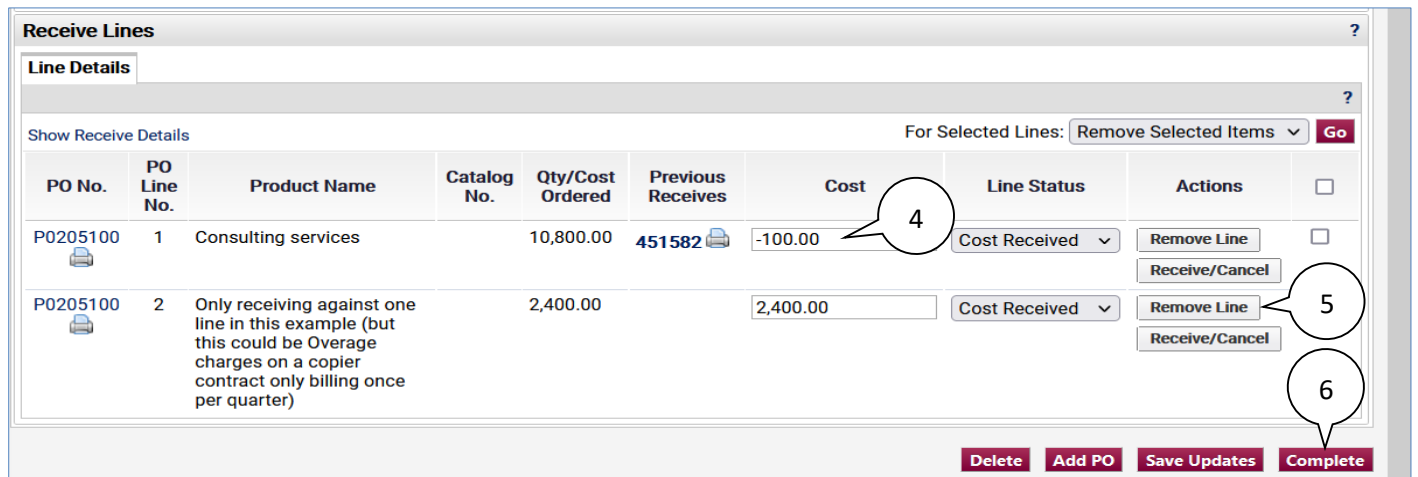 Receive Lines ?
Line Details
?
Show Receive Details For Selected Lines: Remove Selected Items Go
PO No. PO Line No. Product Name Catalog No. Qty/Cost Ordered Previous Receives Cost Line Status Actions
P0205100 1 Consulting services 10,800.00 451582 -100.00 4 Cost Received Remove Line
Receive/Cancel
P0205100 2 Only receiving against one 2,400.00 2,400.00 Cost Received Remove Line 5
line in this example (but
this could be Overage Receive/Cancel
charges on a copier
contract only billing once
per quarter)
6
Delete Add PO Save Updates Complete